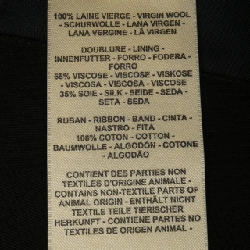 100% LAINE VIERGE - VIRGIN WOOL
- SCHURWOLLE - LANA VIRGEN -
LANA VERGINE - LÃ VIRGEN
DOUBLURE - LINING -
INNENFUTTER - FORRO - FODERA -
FORRO
65% VISCOSE - VISCOSE - VISKOSE
- VISCOSA - VISCOSA - VISCOSE
35% SOIE - SILK - SEIDE - SEDA -
SETA - SEDA
RUBAN - RIBBON - BAND - CINTA -
NASTRO - FITA
100% COTON - COTTON -
BAUMWOLLE - ALGODÓN - COTONE
- ALGODÃO
CONTIENT DES PARTIES NON
TEXTILES D'ORIGINE ANIMALE -
CONTAINS NON-TEXTILE PARTS OF
ANIMAL ORIGIN - ENTHÄLT NICHT
TEXTILE TEILE TIERISCHER
HERKUNFT - CONTIENE PARTES NO
TEXTILES DE ORIGEN ANIMAL -